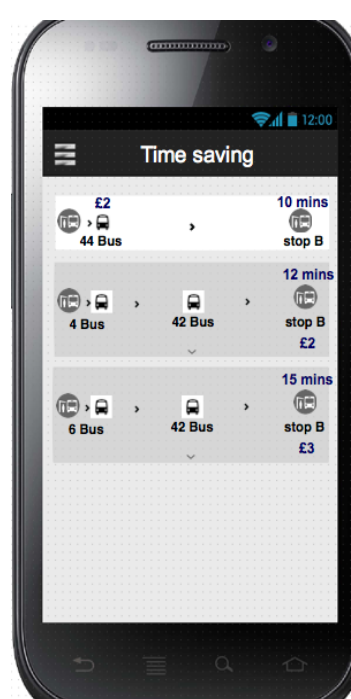 12:00
Time saving
£2
10 mins
44 Bus
stop B
12 mins
4 Bus
42 Bus
stop B
£2
15 mins
6 Bus
42 Bus
stop B
£3